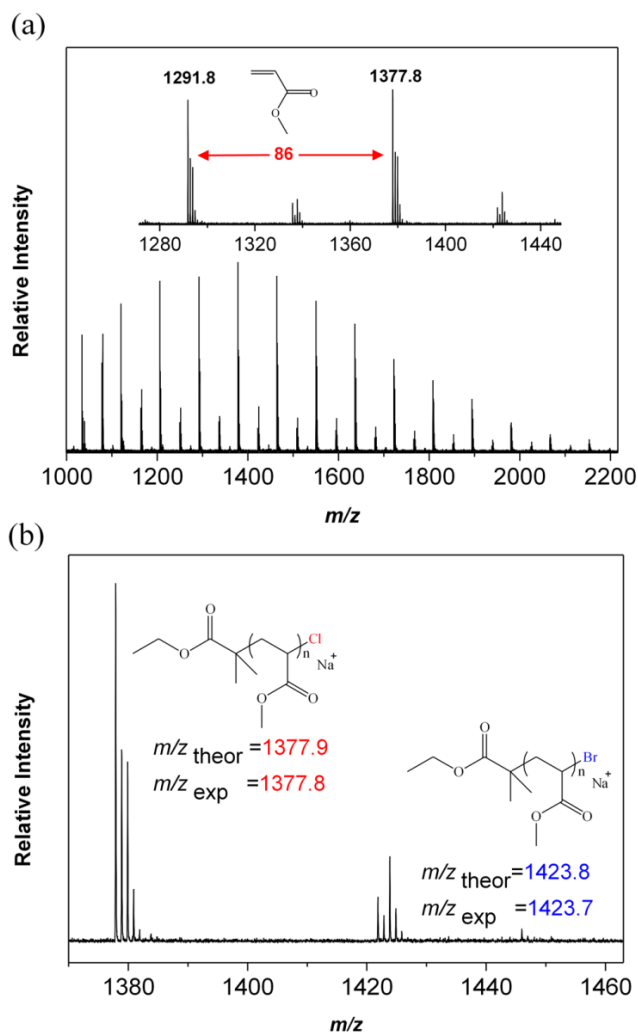 (a)
1291.8
1377.8
O
O
86
1280 1320 1360 1400 1440
Relative Intensity
1000 1200 1400 1600 1800 2000 2200
m/z
(b)
O
O
Cl
n
Na+
O
O
m/z theor =1377.9
m/z exp =1377.8
O
O
Br
n
Na+
O
O
m/z theor=1423.8
m/z exp =1423.7
Relative Intensity
1380 1400 1420 1440 1460
m/z